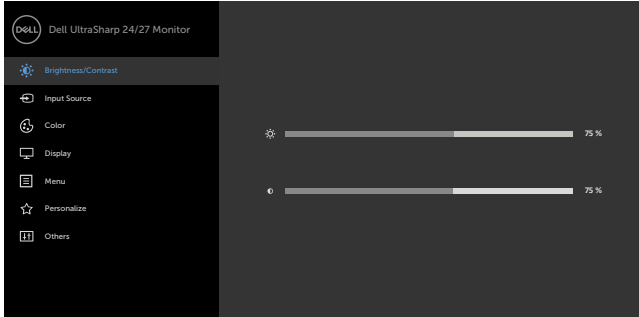 DELL
Dell UltraSharp 24/27 Monitor
Brightness/Contrast
Input Source
Color
Display
Menu
Personalize
Others
75 %
75 %